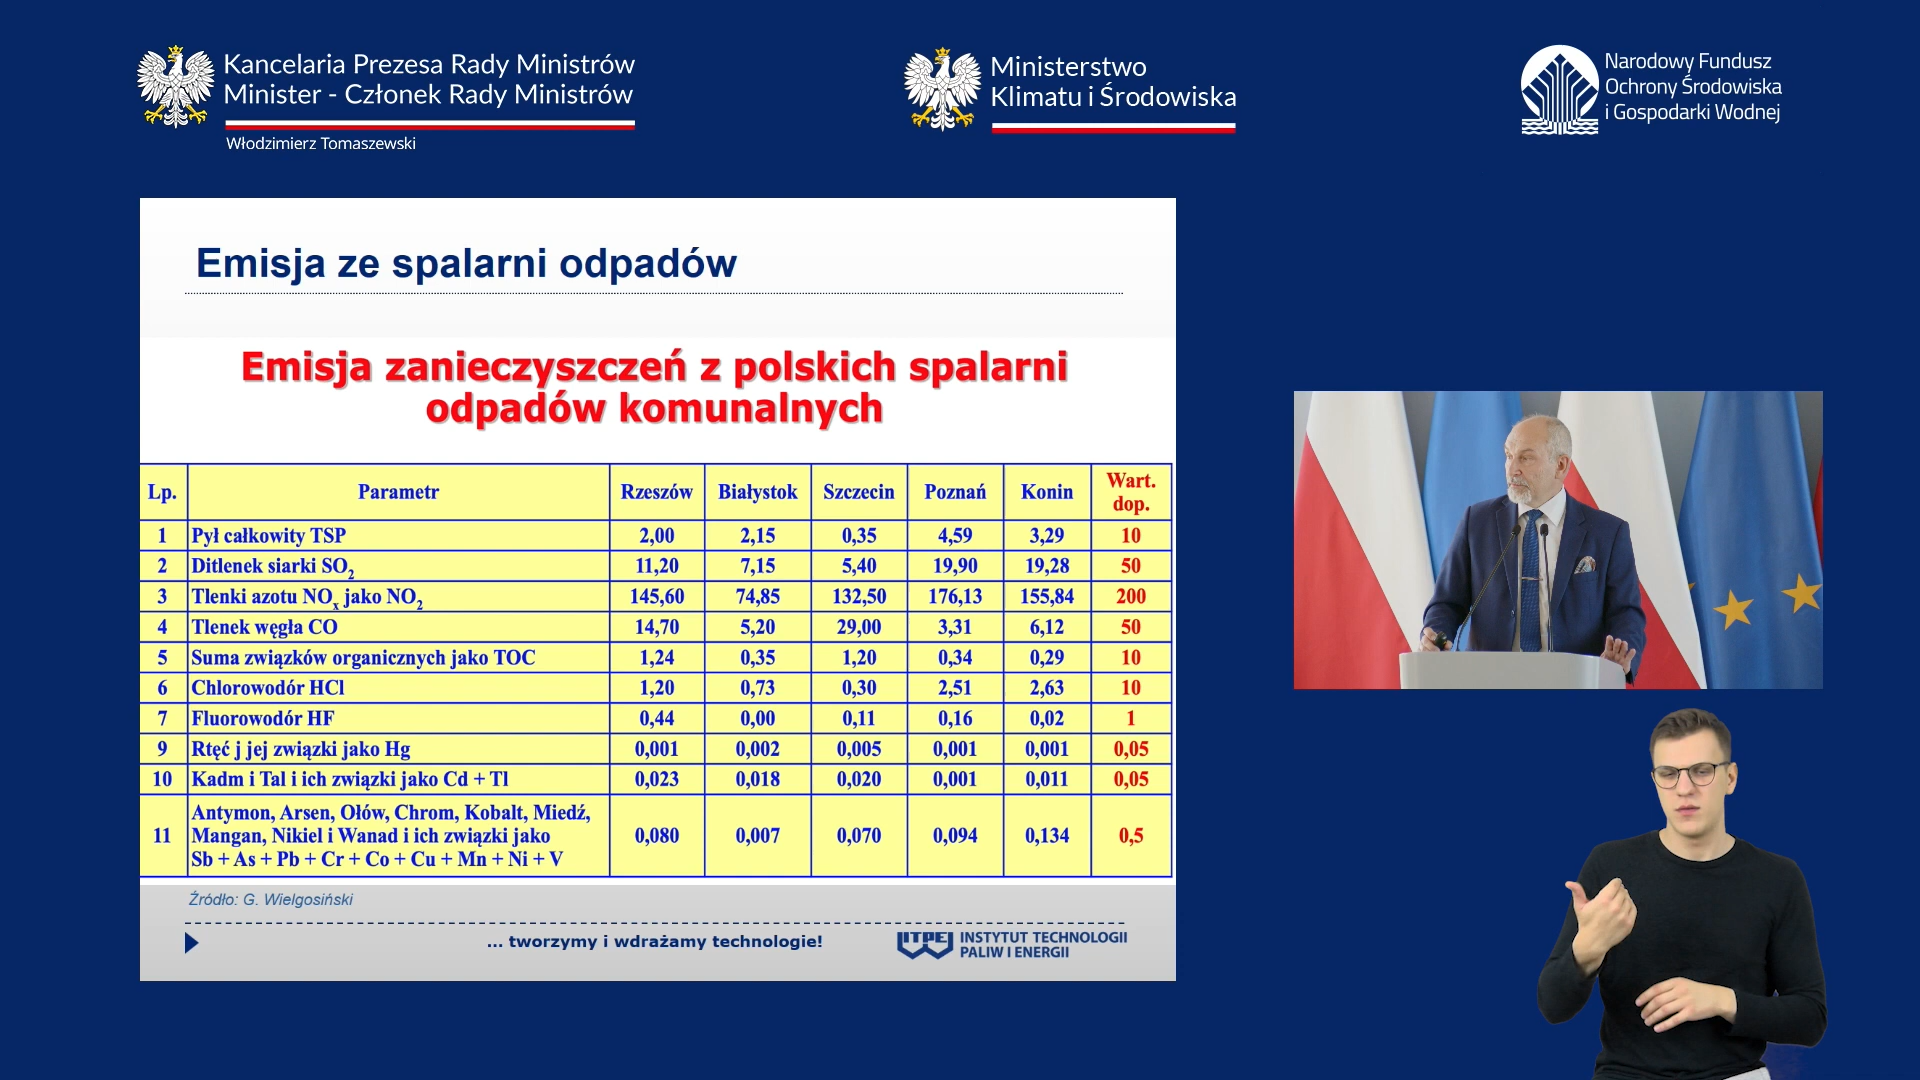 Kancelaria Prezesa Rady Ministrów
Minister - Członek Rady Ministrów
Włodzimierz Tomaszewski
Ministerstwo
Klimatu i Środowiska
Narodowy Fundusz
Ochrony Środowiska
i Gospodarki Wodnej
Emisja ze spalarni odpadów
Emisja zanieczyszczeń z polskich spalarni
odpadów komunalnych
Lp. Parametr Rzeszów Białystok Szczecin Poznań Konin Wart. dop.
1 Pył całkowity TSP 2,00 2,15 0,35 4,59 3,29 10
2 Ditlenek siarki SO2 11,20 7,15 5,40 19,90 19,28 50
3 Tlenki azotu NOx jako NO2 145,60 74,85 132,50 176,13 155,84 200
4 Tlenek węgła CO 14,70 5,20 29,00 3,31 6,12 50
5 Suma związków organicznych jako TOC 1,24 0,35 1,20 0,34 0,29 10
6 Chlorowodór HCl 1,20 0,73 0,30 2,51 2,63 10
7 Fluorowodór HF 0,44 0,00 0,11 0,16 0,02 1
9 Rtęć j jej związki jako Hg 0,001 0,002 0,005 0,001 0,001 0,05
10 Kadm i Tal i ich związki jako Cd + Tl 0,023 0,018 0,020 0,001 0,011 0,05
Antymon, Arsen, Ołów, Chrom, Kobalt, Miedź,
11 Mangan, Nikiel i Wanad i ich związki jako 0,080 0,007 0,070 0,094 0,134 0,5
Sb + As + Pb + Cr + Co + Cu + Mn + Ni + V
Źródło: G. Wielgosiński
... tworzymy i wdrażamy technologie!
ITPE INSTYTUT TECHNOLOGII
PALIW I ENERGII